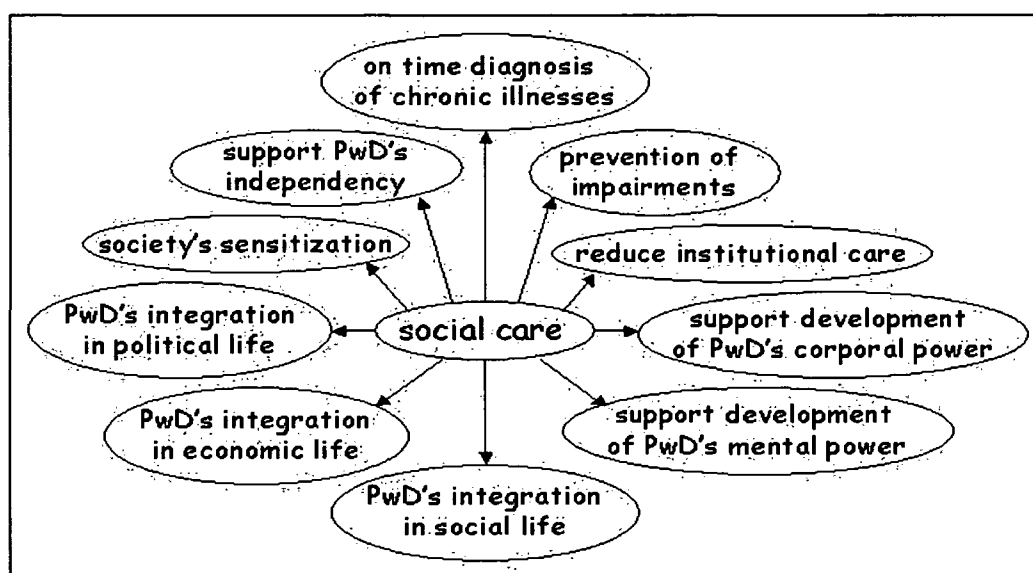 on time diagnosis
of chronic illnesses
support PwD's
independency
prevention of
impairments
society's sensitization
reduce institutional care
PwD's integration
in political life
social care
support development
of PwD's corporal power
PwD's integration
in economic life
support development
of PwD's mental power
PwD's integration
in social life